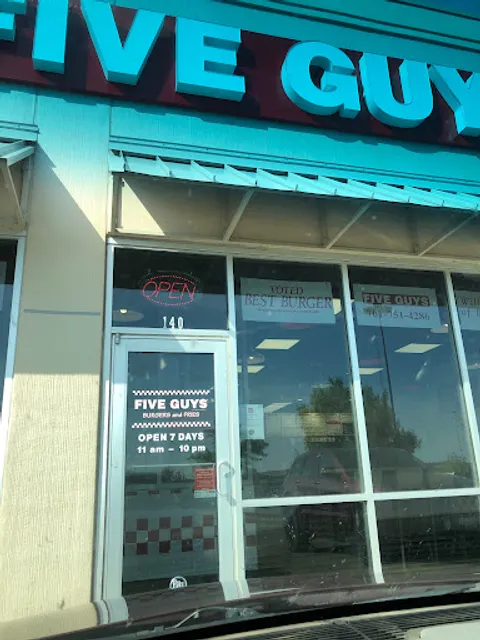 FIVE GUY
OPEN
140
VOTED
BEST BURGER
FIVE GUYS
FIVE GUYS
BURGERS and FRIES
OPEN 7 DAYS
11 am – 10 pm